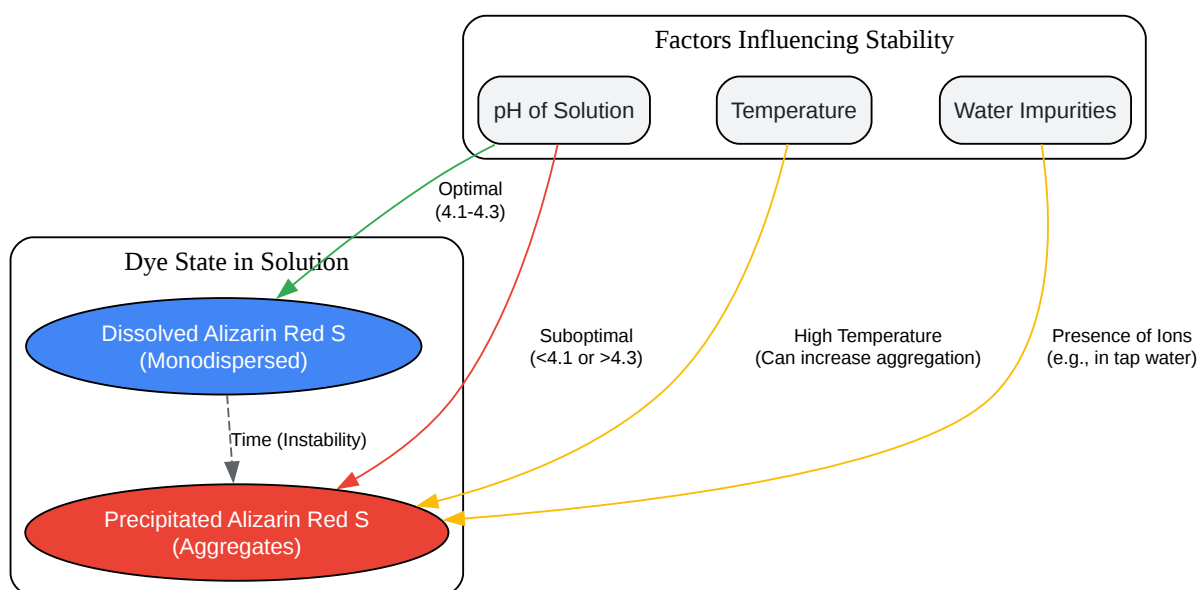 Factors Influencing Stability
pH of Solution
Temperature
Water Impurities
Optimal
(4.1-4.3)
Dye State in Solution
Dissolved Alizarin Red S
(Monodispersed)
Suboptimal
(<4.1 or >4.3)
High Temperature
(Can increase aggregation)
Presence of Ions
(e.g., in tap water)
Time (Instability)
Precipitated Alizarin Red S
(Aggregates)